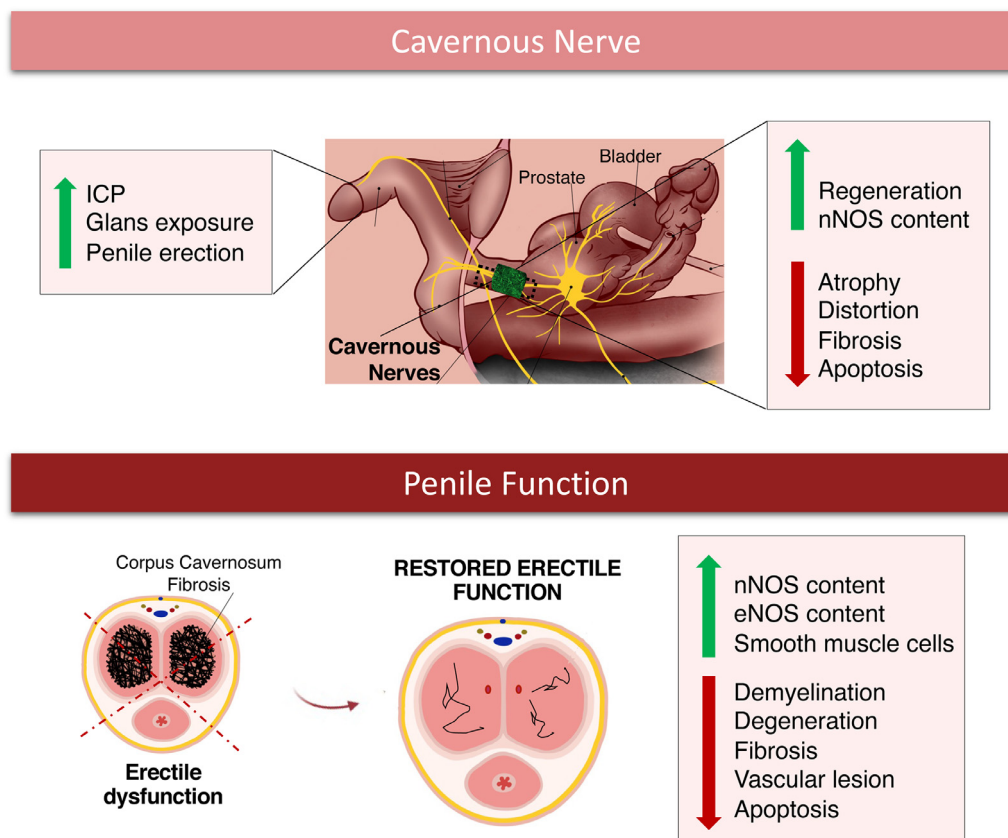 Cavernous Nerve
ICP
Glans exposure
Penile erection
Bladder
Prostate
Cavernous
Nerves
Regeneration
nNOS content
Atrophy
Distortion
Fibrosis
Apoptosis
Penile Function
Corpus Cavernosum
Fibrosis
Erectile
dysfunction
RESTORED ERECTILE
FUNCTION
nNOS content
eNOS content
Smooth muscle cells
Demyelination
Degeneration
Fibrosis
Vascular lesion
Apoptosis